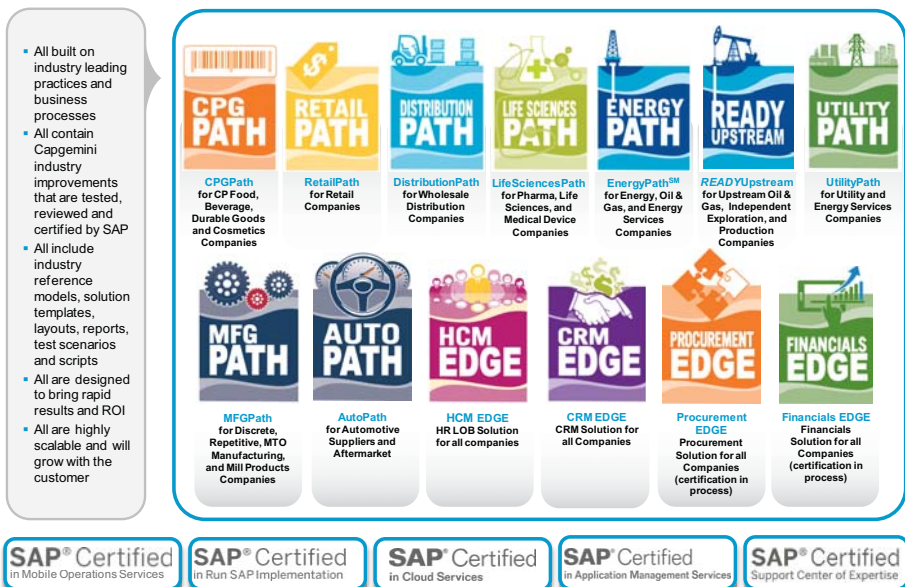 All built on
industry leading
practices and
business
processes
All contain
Capgemini
industry
improvements
that are tested,
reviewed and
certified by SAP
All include
industry
reference
models, solution
templates,
layouts, reports,
test scenarios
and scripts
All are designed
to bring rapid
results and ROI
All are highly
scalable and will
grow with the
customer
CPG
PATH
RETAIL
PATH
DISTRIBUTION
PATH
LIFE SCIENCES
PATH
ENERGY
PATH
READY
UPSTREAM
UTILITY
PATH
CPGPath
for CP Food,
Beverage,
Durable Goods
and Cosmetics
Companies
RetailPath
for Retail
Companies
DistributionPath
for Wholesale
Distribution
Companies
LifeSciencesPath
for Pharma, Life
Sciences, and
Medical Device
Companies
EnergyPath℠
for Energy, Oil &
Gas, and Energy
Services
Companies
READYUpstream
for Upstream Oil &
Gas, Independent
Exploration, and
Production
Companies
UtilityPath
for Utility and
Energy Services
Companies
MFG
PATH
AUTO
PATH
HCM
EDGE
CRM
EDGE
PROCUREMENT
EDGE
FINANCIALS
EDGE
MFGPath
for Discrete,
Repetitive, MTO
Manufacturing,
and Mill Products
Companies
AutoPath
for Automotive
Suppliers and
Aftermarket
HCM EDGE
HR LOB Solution
for all companies
CRM EDGE
CRM Solution for
all Companies
Procurement
EDGE
Procurement
Solution for all
Companies
(certification in
process)
Financials EDGE
Financials
Solution for all
Companies
(certification in
process)
SAP® Certified
in Mobile Operations Services
SAP® Certified
in Run SAP Implementation
SAP® Certified
in Cloud Services
SAP® Certified
in Application Management Services
SAP® Certified
Support Center of Expertise